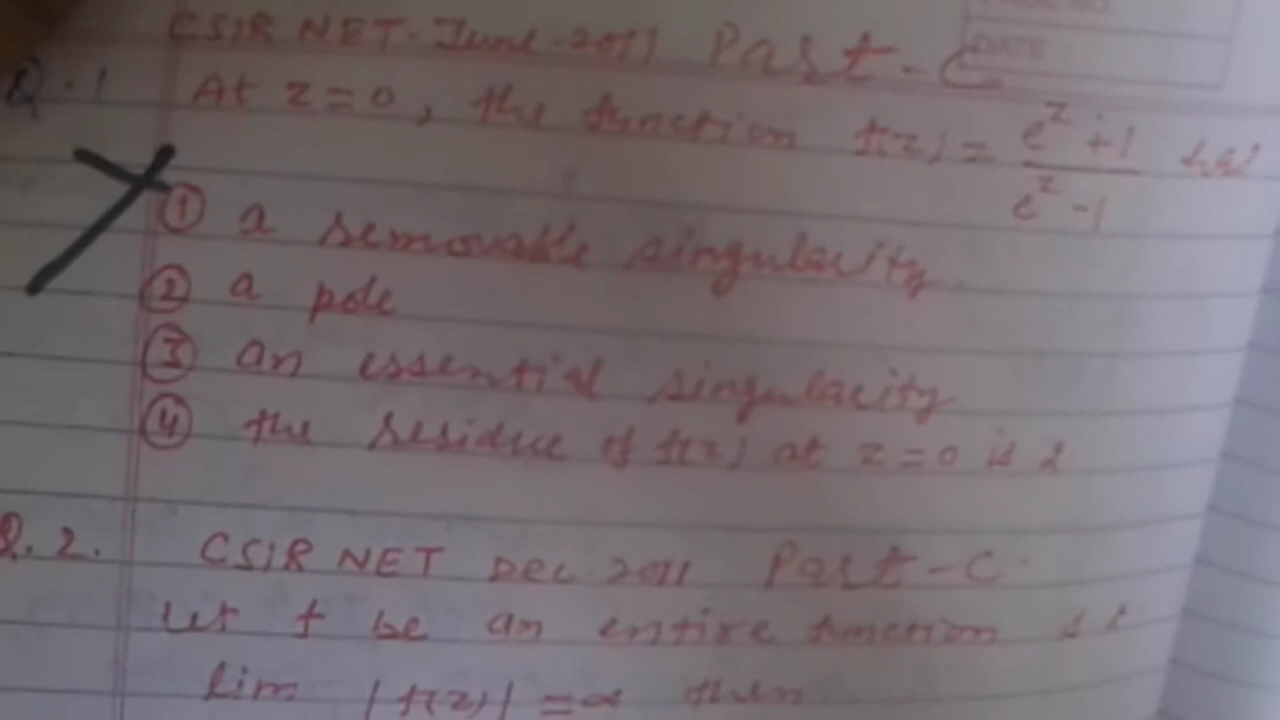 CSIR NET-June-2011 Part-C
DATE
Q.1 At z=0, the function f(z) = e^z+1 / e^z-1 has
① a removable singularity
② a pole
③ an essential singularity
④ the residue of f(z) at z=0 is 2
Q.2. CSIR NET Dec. 2011 Part-C
Let f be an entire function s.t
Lim |f(z)| = ∞ then